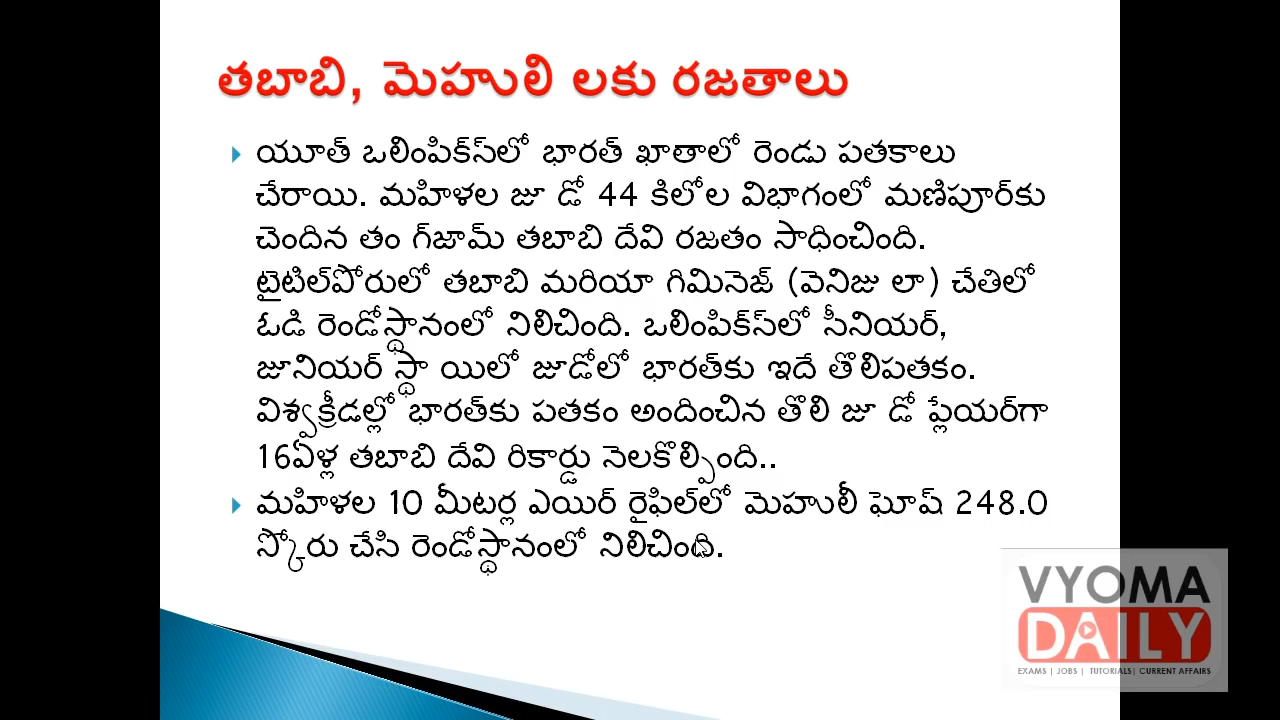 తబాబి, మెహులి లకు రజతాలు
యూత్ ఒలింపిక్స్‌లో భారత్ ఖాతాలో రెండు పతకాలు
చేరాయి. మహిళల జూ డో 44 కిలోల విభాగంలో మణిపూర్‌కు
చెందిన తం గ్‌జామ్ తబాబి దేవి రజతం సాధించింది.
టైటిల్‌పోరులో తబాబి మరియా గిమినెజ్ (వెనిజు లా) చేతిలో
ఓడి రెండోస్థానంలో నిలిచింది. ఒలింపిక్స్‌లో సీనియర్,
జూనియర్ స్థా యిలో జూడోలో భారత్‌కు ఇదే తొలిపతకం.
విశ్వక్రీడల్లో భారత్‌కు పతకం అందించిన తొలి జూ డో ప్లేయర్‌గా
16ఏళ్ల తబాబి దేవి రికార్డు నెలకొల్పింది..
మహిళల 10 మీటర్ల ఎయిర్ రైఫిల్‌లో మెహులీ ఘోష్ 248.0
స్కోరు చేసి రెండోస్థానంలో నిలిచింది.
VYOMA
DAILY
EXAMS | JOBS | TUTORIALS| CURRENT AFFAIRS